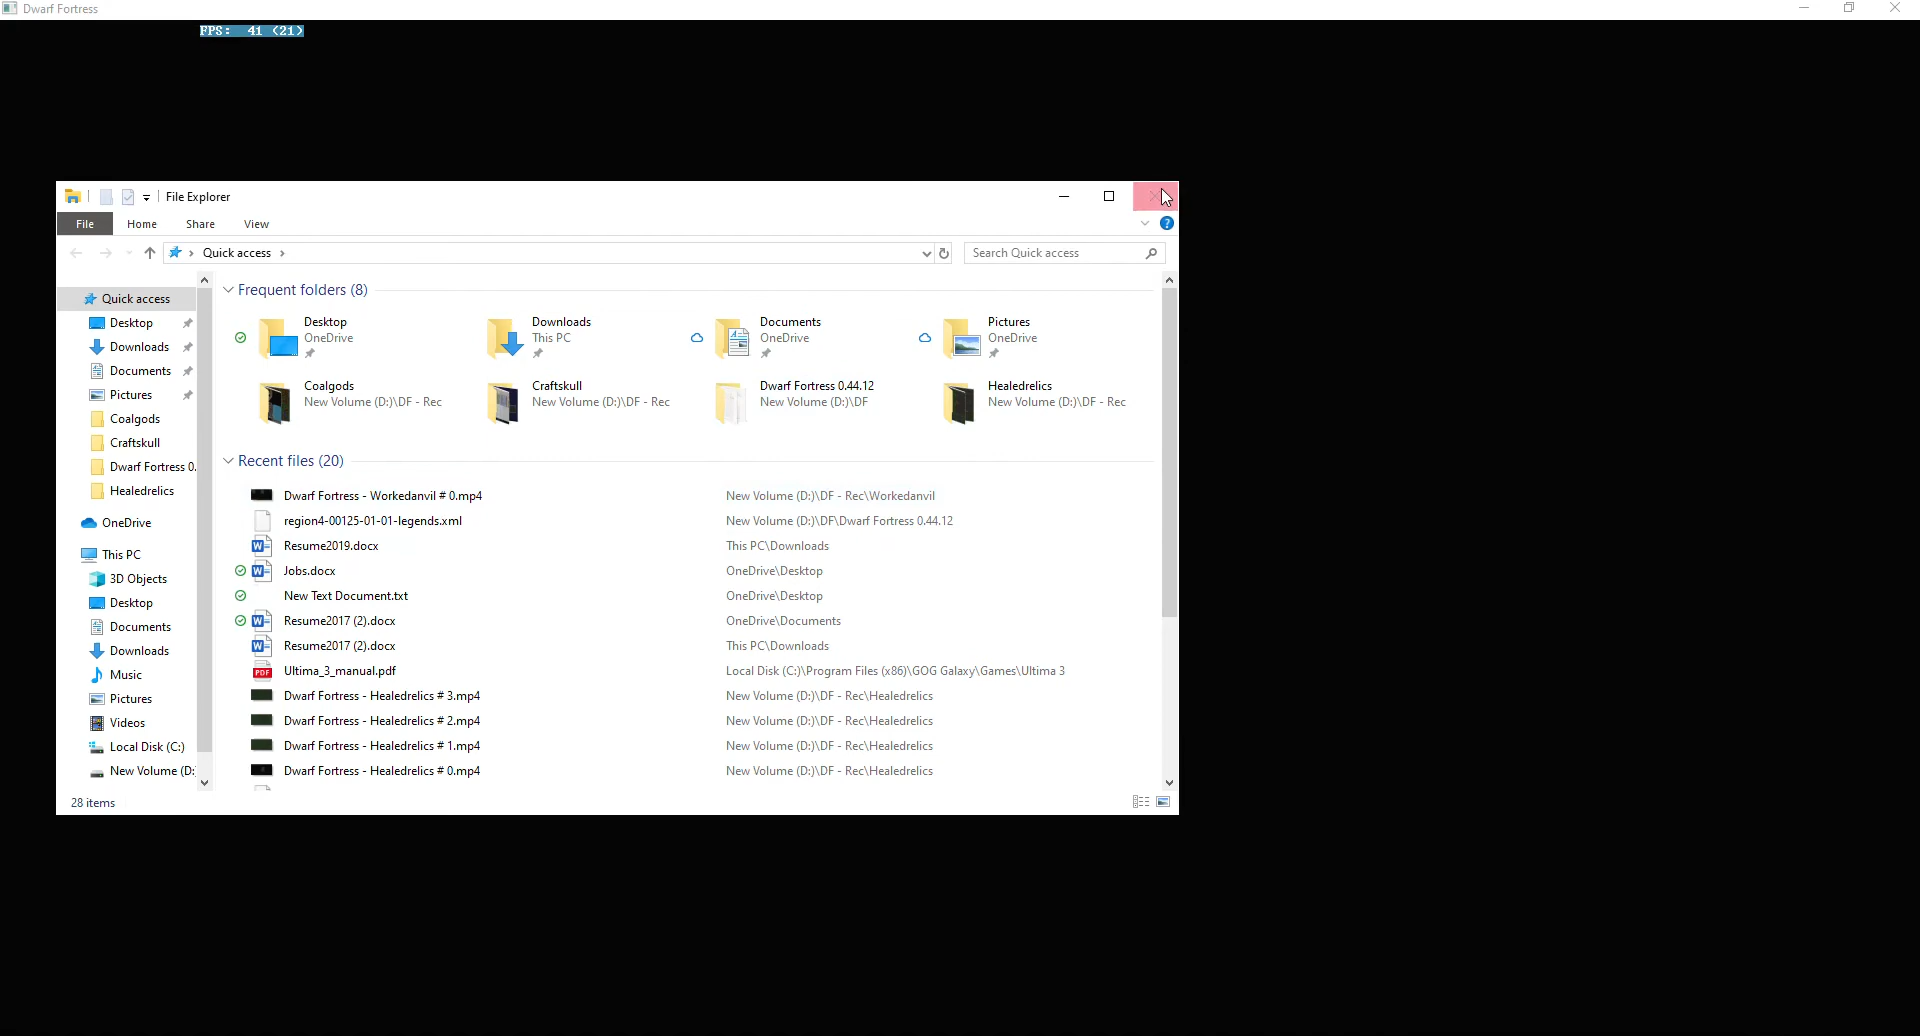 Dwarf Fortress
FPS: 41 (21)
File Explorer
File Home Share View
Quick access
Search Quick access
Quick access
Desktop
Downloads
Documents
Pictures
Coalgods
Craftskull
Dwarf Fortress 0.
Healedrelics
OneDrive
This PC
3D Objects
Desktop
Documents
Downloads
Music
Pictures
Videos
Local Disk (C:)
New Volume (D:
Frequent folders (8)
Desktop
OneDrive
Downloads
This PC
Documents
OneDrive
Pictures
OneDrive
Coalgods
New Volume (D:)\DF - Rec
Craftskull
New Volume (D:)\DF - Rec
Dwarf Fortress 0.44.12
New Volume (D:)\DF
Healedrelics
New Volume (D:)\DF - Rec
Recent files (20)
Dwarf Fortress - Workedanvil # 0.mp4 New Volume (D:)\DF - Rec\Workedanvil
region4-00125-01-01-legends.xml New Volume (D:)\DF\Dwarf Fortress 0.44.12
Resume2019.docx This PC\Downloads
Jobs.docx OneDrive\Desktop
New Text Document.txt OneDrive\Desktop
Resume2017 (2).docx OneDrive\Documents
Resume2017 (2).docx This PC\Downloads
Ultima_3_manual.pdf Local Disk (C:)\Program Files (x86)\GOG Galaxy\Games\Ultima 3
Dwarf Fortress - Healedrelics # 3.mp4 New Volume (D:)\DF - Rec\Healedrelics
Dwarf Fortress - Healedrelics # 2.mp4 New Volume (D:)\DF - Rec\Healedrelics
Dwarf Fortress - Healedrelics # 1.mp4 New Volume (D:)\DF - Rec\Healedrelics
Dwarf Fortress - Healedrelics # 0.mp4 New Volume (D:)\DF - Rec\Healedrelics
28 items